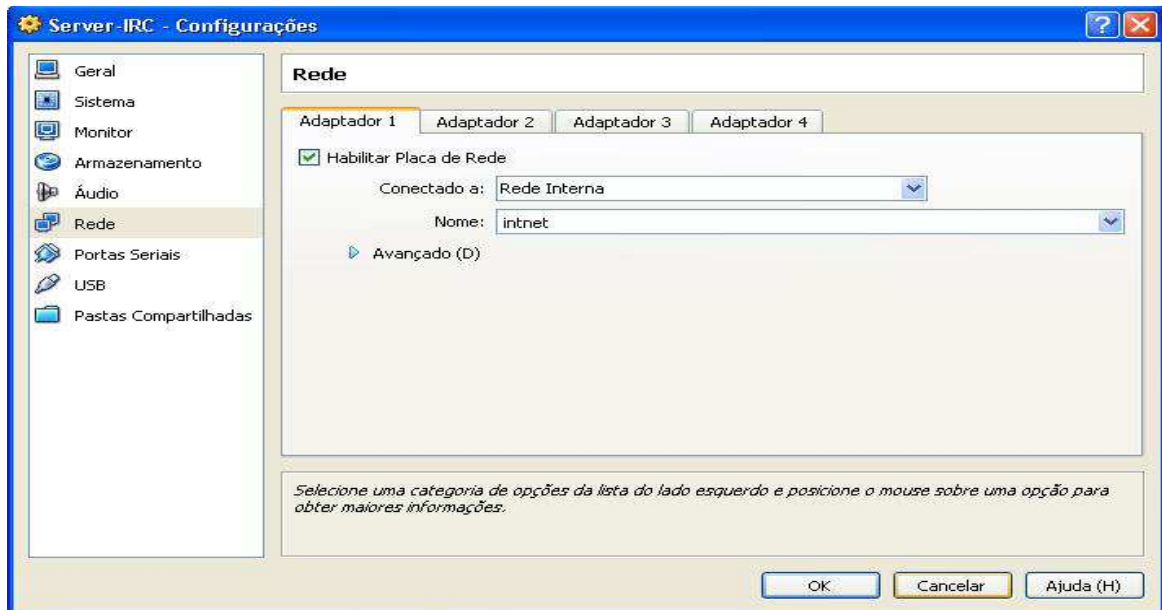 Server-IRC - Configurações
Geral
Sistema
Monitor
Armazenamento
Áudio
Rede
Portas Seriais
USB
Pastas Compartilhadas
Rede
Adaptador 1
Adaptador 2
Adaptador 3
Adaptador 4
Habilitar Placa de Rede
Conectado a: Rede Interna
Nome: intnet
Avançado (D)
Selecione uma categoria de opções da lista do lado esquerdo e posicione o mouse sobre uma opção para
obter maiores informações.
OK
Cancelar
Ajuda (H)